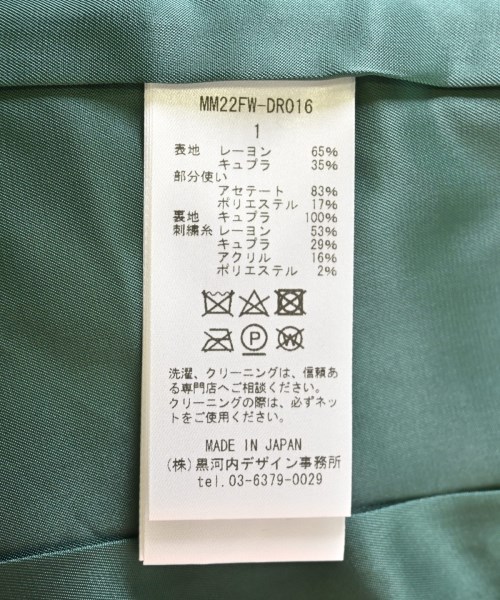 MM22FW-DR016
1
表地 レーヨン 65%
キュプラ 35%
部分使い
アセテート 83%
ポリエステル 17%
裏地 キュプラ 100%
刺繍糸 レーヨン 53%
キュプラ 29%
アクリル 16%
ポリエステル 2%
P W
洗濯、クリーニングは、信頼あ
る専門店へご相談ください。
クリーニングの際は、必ずネッ
トをご使用ください。
MADE IN JAPAN
(株)黒河内デザイン事務所
tel.03-6379-0029